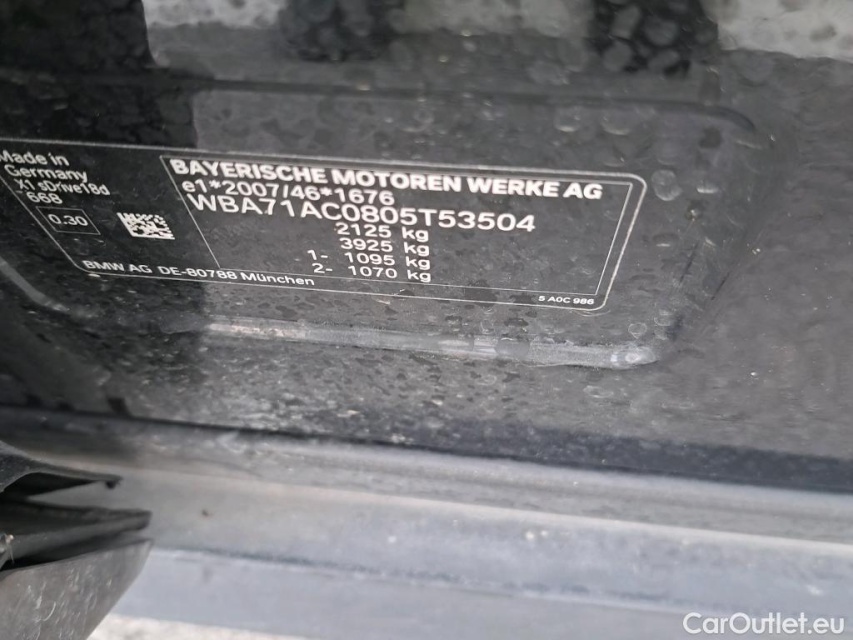 Made in
Germany
X1 sDrive18d
668
0.30
BAYERISCHE MOTOREN WERKE AG
e1*2007/46*1676
WBA71AC0805T53504
2125 kg
3925 kg
1- 1095 kg
2- 1070 kg
BMW AG DE-80788 München
5 A0C 986
CarOutlet.eu